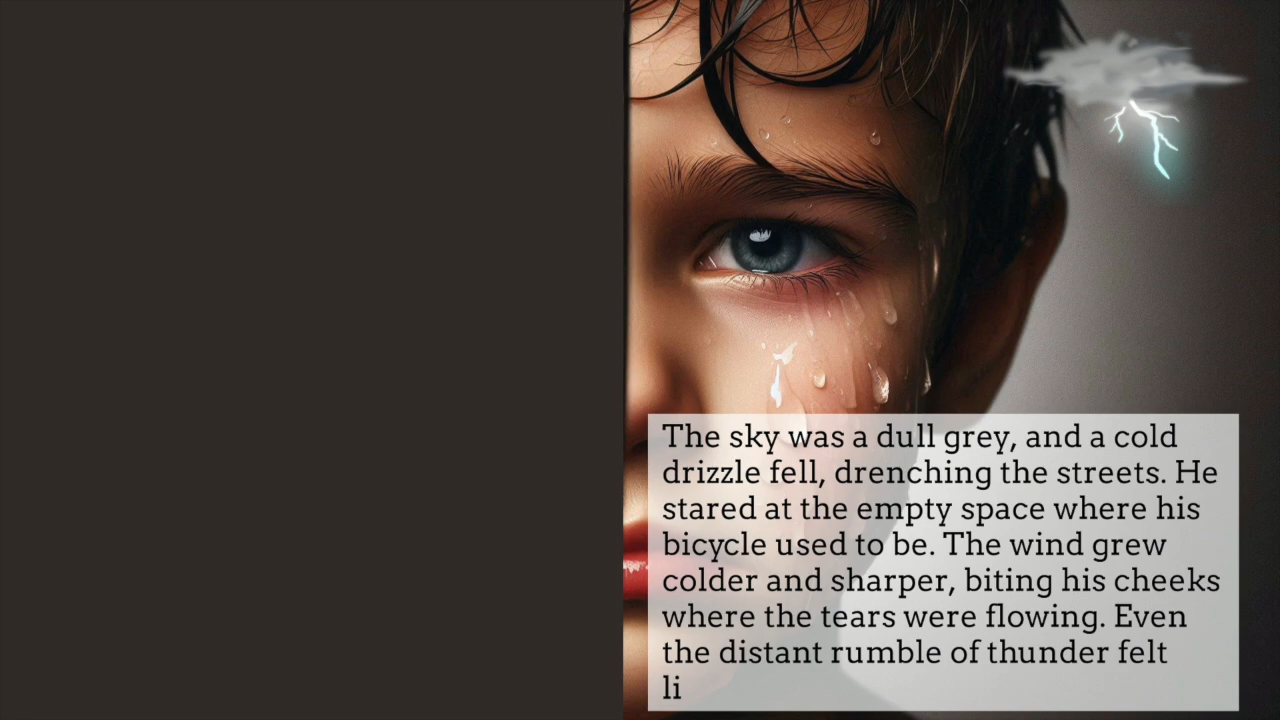 The sky was a dull grey, and a cold
drizzle fell, drenching the streets. He
stared at the empty space where his
bicycle used to be. The wind grew
colder and sharper, biting his cheeks
where the tears were flowing. Even
the distant rumble of thunder felt
li